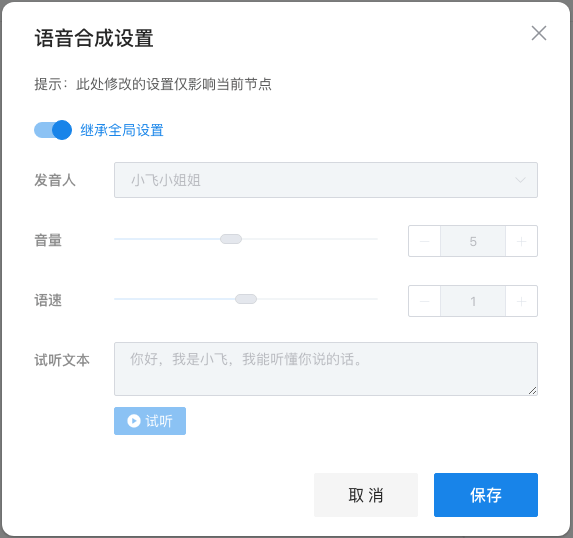 语音合成设置
提示：此处修改的设置仅影响当前节点
继承全局设置
发音人
小飞小姐姐
音量
5
语速
1
试听文本
你好，我是小飞，我能听懂你说的话。
试听
取 消
保存